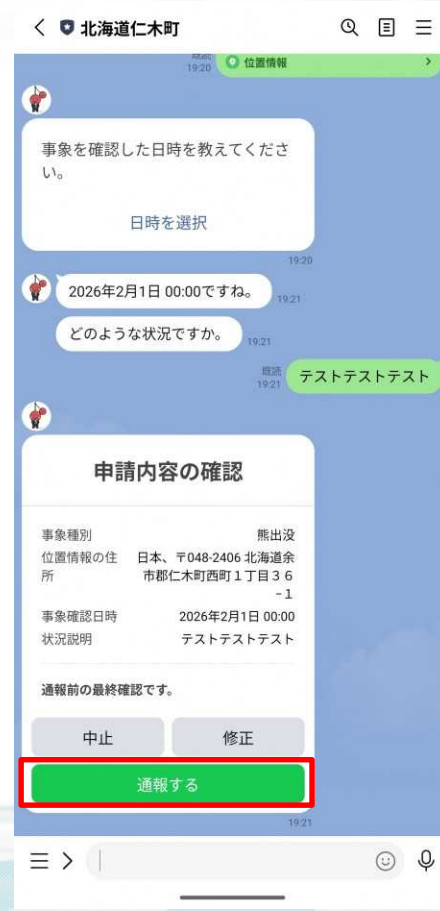 北海道仁木町
既読
19:20
位置情報
事象を確認した日時を教えてくださ
い。
日時を選択
19:20
2026年2月1日 00:00ですね。
19:21
どのような状況ですか。
19:21
既読
19:21
テストテストテスト
申請内容の確認
事象種別 熊出没
位置情報の住 日本、〒048-2406 北海道余
所 市郡仁木町西町１丁目３６
－１
事象確認日時 2026年2月1日 00:00
状況説明 テストテストテスト
通報前の最終確認です。
中止 修正
通報する
19:21